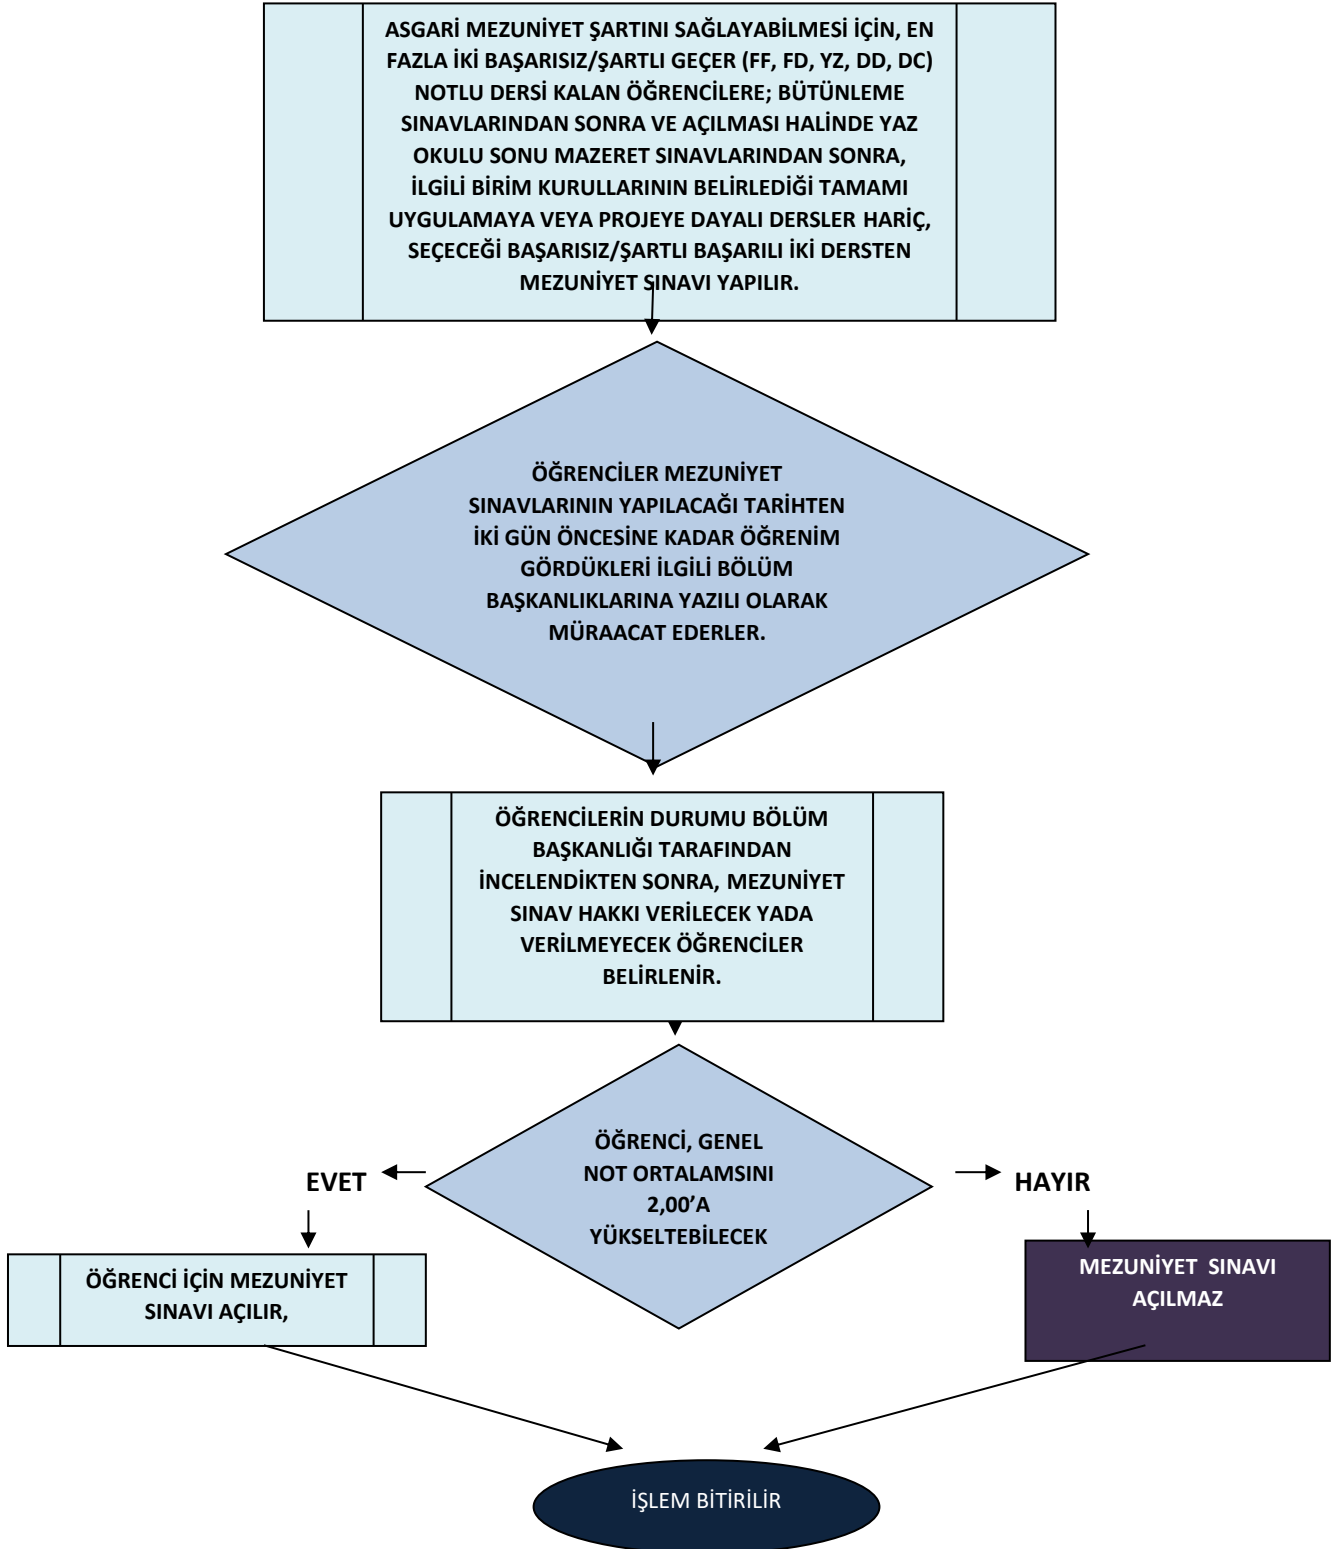 ASGARİ MEZUNİYET ŞARTINI SAĞLAYABİLMESİ İÇİN, EN
FAZLA İKİ BAŞARISIZ/ŞARTLI GEÇER (FF, FD, YZ, DD, DC)
NOTLU DERSİ KALAN ÖĞRENCİLERE; BÜTÜNLEME
SINAVLARINDAN SONRA VE AÇILMASI HALİNDE YAZ
OKULU SONU MAZERET SINAVLARINDAN SONRA,
İLGİLİ BİRİM KURULLARININ BELİRLEDİĞİ TAMAMI
UYGULAMAYA VEYA PROJEYE DAYALI DERSLER HARİÇ,
SEÇECEĞİ BAŞARISIZ/ŞARTLI BAŞARILI İKİ DERSTEN
MEZUNİYET SINAVI YAPILIR.
ÖĞRENCİLER MEZUNİYET
SINAVLARININ YAPILACAĞI TARİHTEN
İKİ GÜN ÖNCESİNE KADAR ÖĞRENİM
GÖRDÜKLERİ İLGİLİ BÖLÜM
BAŞKANLIKLARINA YAZILI OLARAK
MÜRAACAT EDERLER.
ÖĞRENCİLERİN DURUMU BÖLÜM
BAŞKANLIĞI TARAFINDAN
İNCELENDİKTEN SONRA, MEZUNİYET
SINAV HAKKI VERİLECEK YADA
VERİLMEYECEK ÖĞRENCİLER
BELİRLENİR.
ÖĞRENCİ, GENEL
NOT ORTALAMSINI
2,00’A
YÜKSELTEBİLECEK
EVET
HAYIR
ÖĞRENCİ İÇİN MEZUNİYET
SINAVI AÇILIR,
MEZUNİYET  SINAVI
AÇILMAZ
İŞLEM BİTİRİLİR